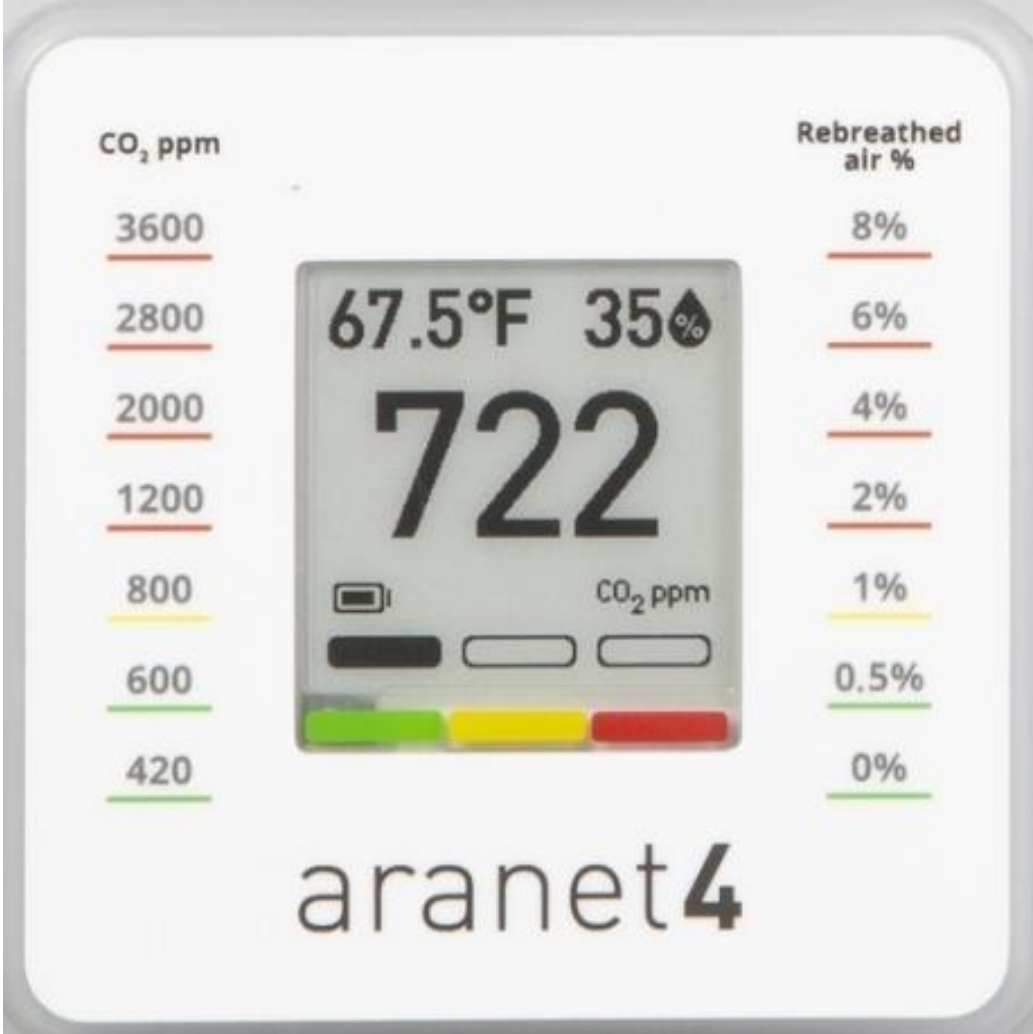 CO₂ ppm
3600
2800
2000
1200
800
600
420
67.5°F 35%
722
CO₂ ppm
Rebreathed
air %
8%
6%
4%
2%
1%
0.5%
0%
aranet4